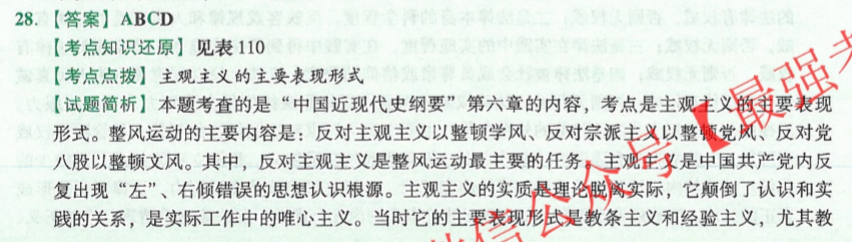 28.【答案】ABCD
【考点知识还原】见表 110
【考点点拨】主观主义的主要表现形式
【试题简析】本题考查的是“中国近现代史纲要”第六章的内容，考点是主观主义的主要表现
形式。整风运动的主要内容是：反对主观主义以整顿学风、反对宗派主义以整顿党风、反对党
八股以整顿文风。其中，反对主观主义是整风运动最主要的任务。主观主义是中国共产党内反
复出现“左”、右倾错误的思想认识根源。主观主义的实质是理论脱离实际，它颠倒了认识和实
践的关系，是实际工作中的唯心主义。当时它的主要表现形式是教条主义和经验主义，尤其教
微信公众号【最强考